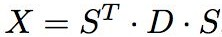 X = S^T · D · S